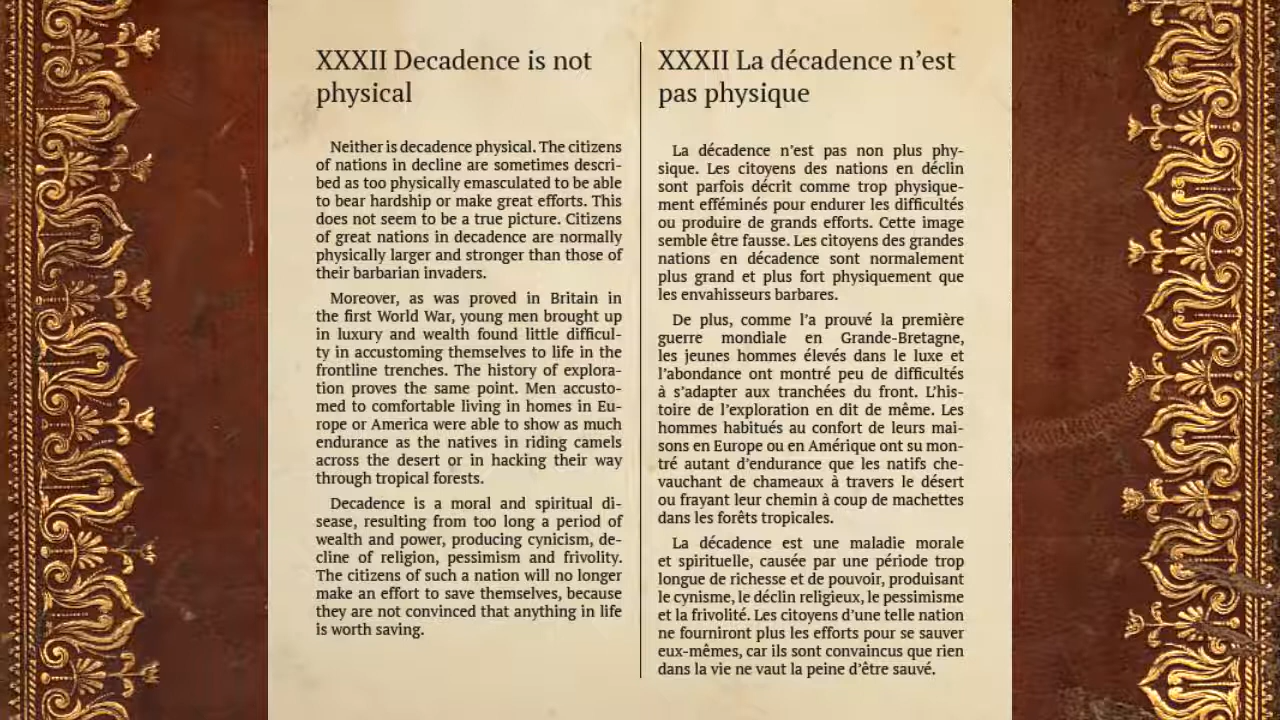 XXXII Decadence is not
physical
Neither is decadence physical. The citizens
of nations in decline are sometimes descri-
bed as too physically emasculated to be able
to bear hardship or make great efforts. This
does not seem to be a true picture. Citizens
of great nations in decadence are normally
physically larger and stronger than those of
their barbarian invaders.
Moreover, as was proved in Britain in
the first World War, young men brought up
in luxury and wealth found little difficul-
ty in accustoming themselves to life in the
frontline trenches. The history of explora-
tion proves the same point. Men accusto-
med to comfortable living in homes in Eu-
rope or America were able to show as much
endurance as the natives in riding camels
across the desert or in hacking their way
through tropical forests.
Decadence is a moral and spiritual di-
sease, resulting from too long a period of
wealth and power, producing cynicism, de-
cline of religion, pessimism and frivolity.
The citizens of such a nation will no longer
make an effort to save themselves, because
they are not convinced that anything in life
is worth saving.
XXXII La décadence n’est
pas physique
La décadence n’est pas non plus phy-
sique. Les citoyens des nations en déclin
sont parfois décrit comme trop physique-
ment efféminés pour endurer les difficultés
ou produire de grands efforts. Cette image
semble être fausse. Les citoyens des grandes
nations en décadence sont normalement
plus grand et plus fort physiquement que
les envahisseurs barbares.
De plus, comme l’a prouvé la première
guerre mondiale en Grande-Bretagne,
les jeunes hommes élevés dans le luxe et
l’abondance ont montré peu de difficultés
à s’adapter aux tranchées du front. L’his-
toire de l’exploration en dit de même. Les
hommes habitués au confort de leurs mai-
sons en Europe ou en Amérique ont su mon-
tré autant d’endurance que les natifs che-
vauchant de chameaux à travers le désert
ou frayant leur chemin à coup de machettes
dans les forêts tropicales.
La décadence est une maladie morale
et spirituelle, causée par une période trop
longue de richesse et de pouvoir, produisant
le cynisme, le déclin religieux, le pessimisme
et la frivolité. Les citoyens d’une telle nation
ne fourniront plus les efforts pour se sauver
eux-mêmes, car ils sont convaincus que rien
dans la vie ne vaut la peine d’être sauvé.